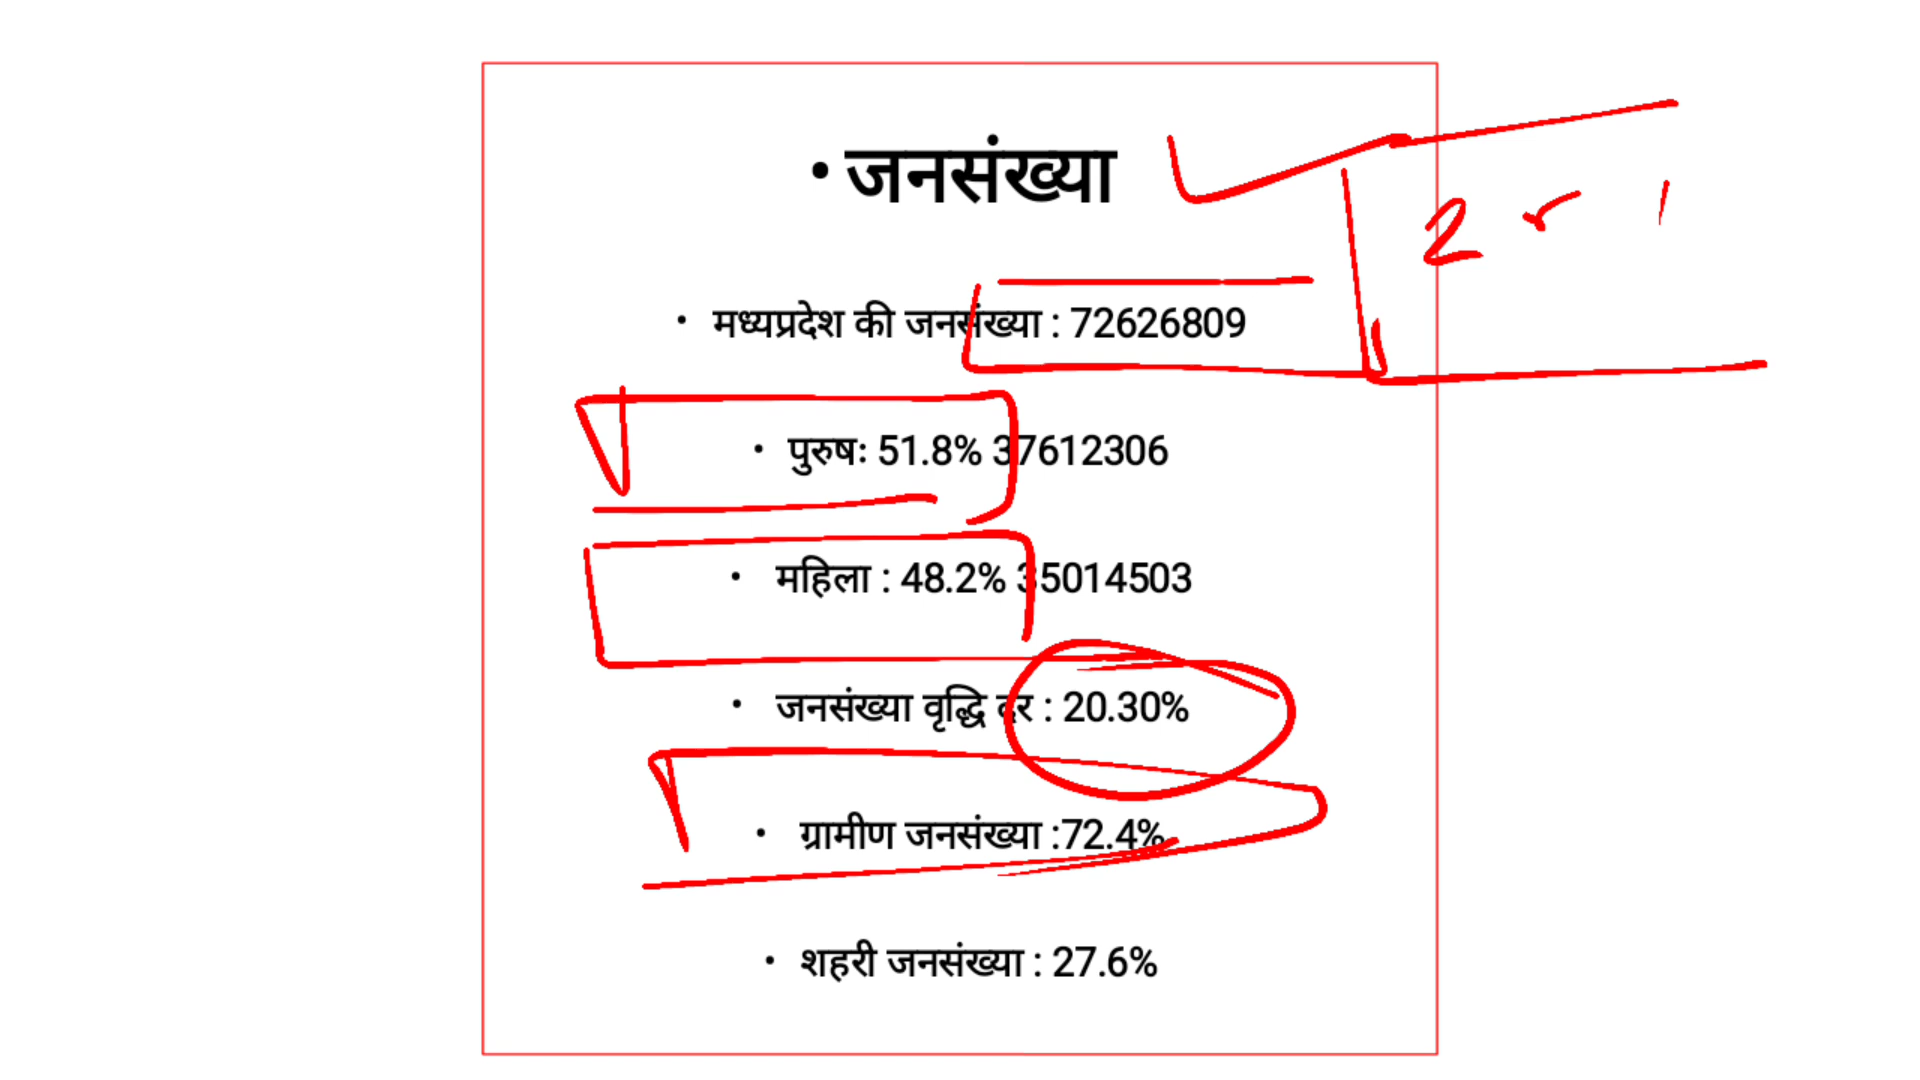 • जनसंख्या
• मध्यप्रदेश की जनसंख्या : 72626809
• पुरुषः 51.8% 37612306
• महिला : 48.2% 35014503
• जनसंख्या वृद्धि दर : 20.30%
• ग्रामीण जनसंख्या :72.4%
• शहरी जनसंख्या : 27.6%